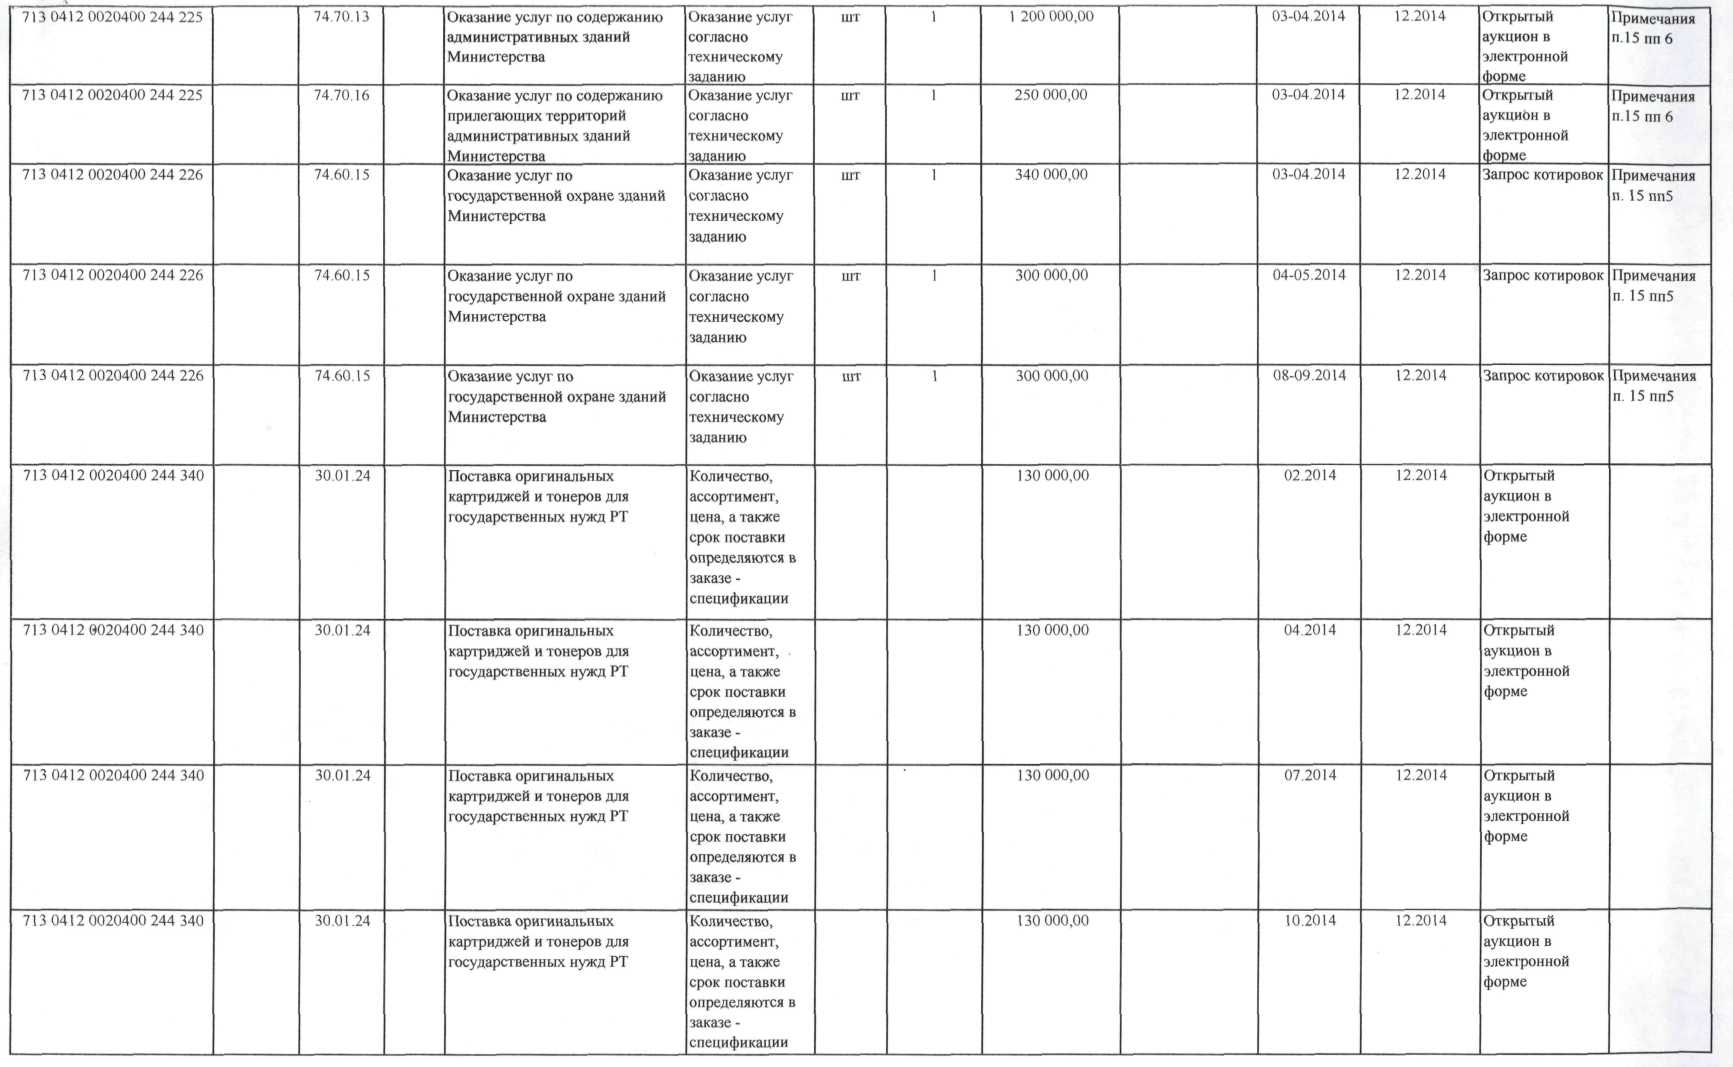 713 0412 0020400 244 225 74.70.13 Оказание услуг по содержанию Оказание услуг шт 1 1 200 000,00 03-04.2014 12.2014 Открытый Примечания
административных зданий согласно аукцион в п.15 пп 6
Министерства техническому электронной
заданию форме
713 0412 0020400 244 225 74.70.16 Оказание услуг по содержанию Оказание услуг шт 1 250 000,00 03-04.2014 12.2014 Открытый Примечания
прилегающих территорий согласно аукцион в п.15 пп 6
административных зданий техническому электронной
Министерства заданию форме
713 0412 0020400 244 226 74.60.15 Оказание услуг по Оказание услуг шт 1 340 000,00 03-04.2014 12.2014 Запрос котировок Примечания
государственной охране зданий согласно п. 15 пп5
Министерства техническому
заданию
713 0412 0020400 244 226 74.60.15 Оказание услуг по Оказание услуг шт 1 300 000,00 04-05.2014 12.2014 Запрос котировок Примечания
государственной охране зданий согласно п. 15 пп5
Министерства техническому
заданию
713 0412 0020400 244 226 74.60.15 Оказание услуг по Оказание услуг шт 1 300 000,00 08-09.2014 12.2014 Запрос котировок Примечания
государственной охране зданий согласно п. 15 пп5
Министерства техническому
заданию
713 0412 0020400 244 340 30.01.24 Поставка оригинальных Количество, 130 000,00 02.2014 12.2014 Открытый
картриджей и тонеров для ассортимент, аукцион в
государственных нужд РТ цена, а также электронной
срок поставки форме
определяются в
заказе -
спецификации
713 0412 0020400 244 340 30.01.24 Поставка оригинальных Количество, 130 000,00 04.2014 12.2014 Открытый
картриджей и тонеров для ассортимент, аукцион в
государственных нужд РТ цена, а также электронной
срок поставки форме
определяются в
заказе -
спецификации
713 0412 0020400 244 340 30.01.24 Поставка оригинальных Количество, 130 000,00 07.2014 12.2014 Открытый
картриджей и тонеров для ассортимент, аукцион в
государственных нужд РТ цена, а также электронной
срок поставки форме
определяются в
заказе -
спецификации
713 0412 0020400 244 340 30.01.24 Поставка оригинальных Количество, 130 000,00 10.2014 12.2014 Открытый
картриджей и тонеров для ассортимент, аукцион в
государственных нужд РТ цена, а также электронной
срок поставки форме
определяются в
заказе -
спецификации